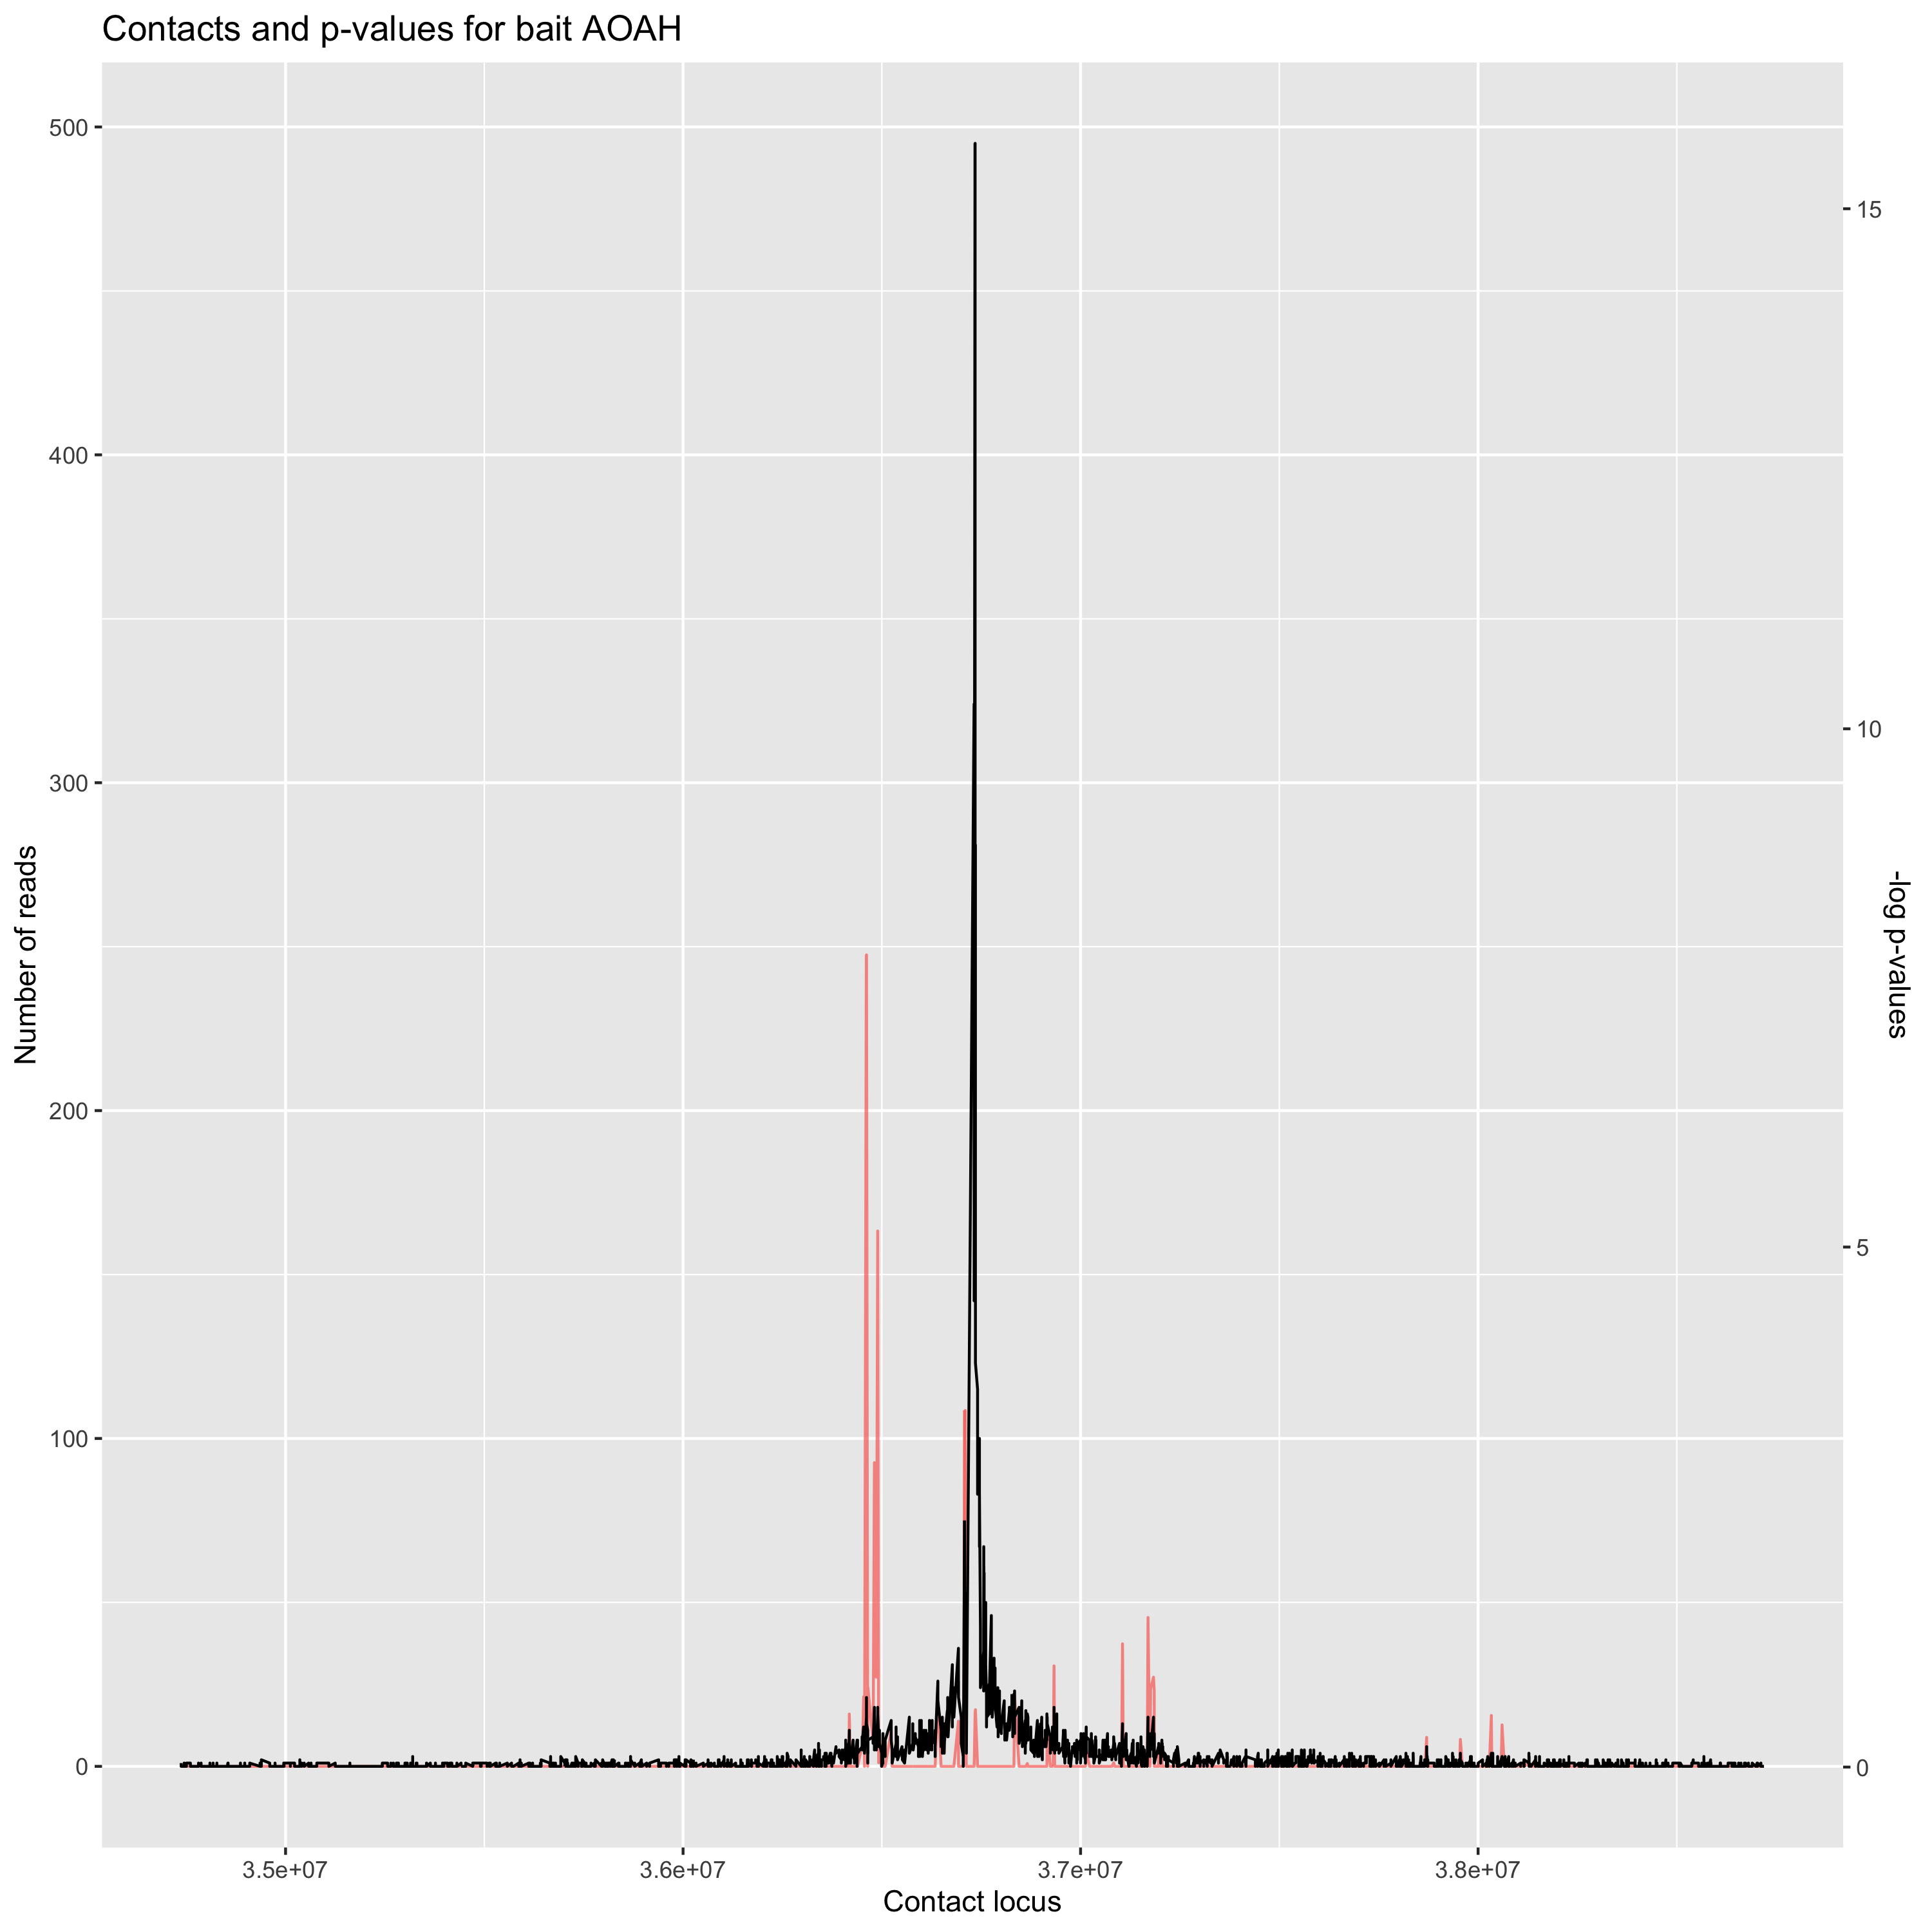 Contacts and p-values for bait AOAH
500
400
300
200
100
0
Number of reads
15
10
5
0
-log p-values
3.5e+07
3.6e+07
3.7e+07
3.8e+07
Contact locus